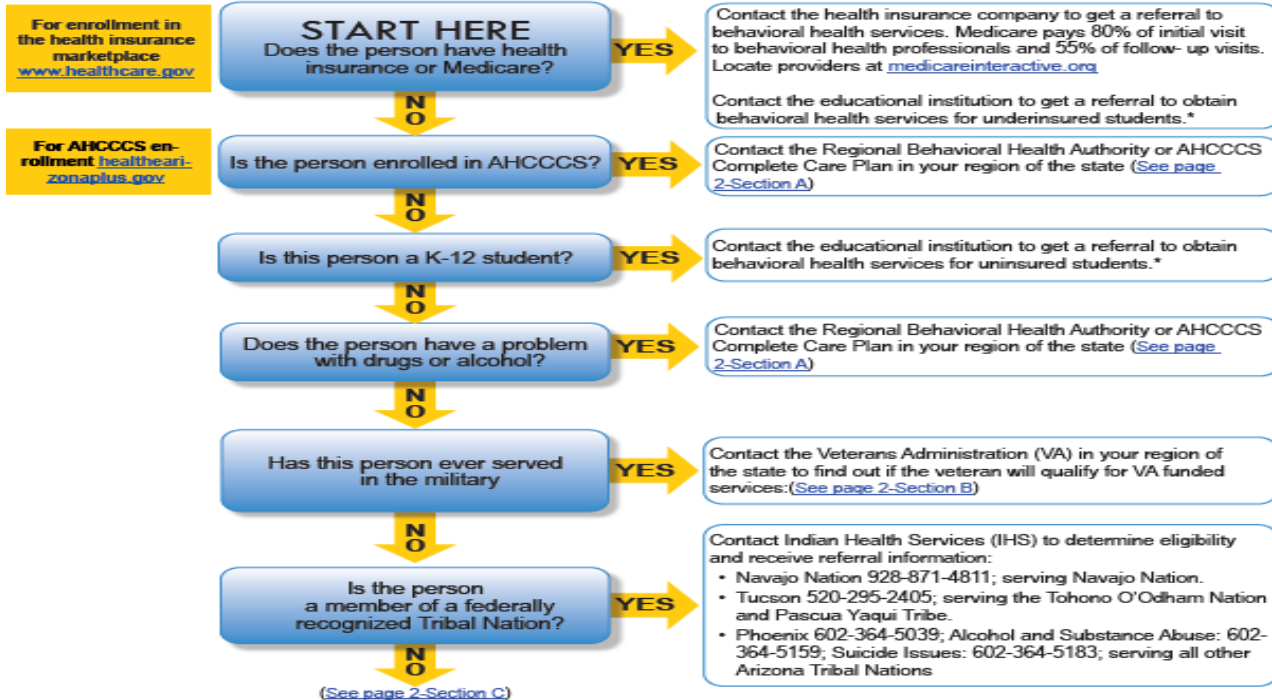 For enrollment in
the health insurance
marketplace
www.healthcare.gov
START HERE
Does the person have health
insurance or Medicare?
YES
Contact the health insurance company to get a referral to
behavioral health services. Medicare pays 80% of initial visit
to behavioral health professionals and 55% of follow- up visits.
Locate providers at medicareinteractive.org
Contact the educational institution to get a referral to obtain
behavioral health services for underinsured students.*
N
O
For AHCCCS en-
rollment healtheari-
zonaplus.gov
Is the person enrolled in AHCCCS?
YES
Contact the Regional Behavioral Health Authority or AHCCCS
Complete Care Plan in your region of the state (See page
2-Section A)
N
O
Is this person a K-12 student?
YES
Contact the educational institution to get a referral to obtain
behavioral health services for uninsured students.*
N
O
Does the person have a problem
with drugs or alcohol?
YES
Contact the Regional Behavioral Health Authority or AHCCCS
Complete Care Plan in your region of the state (See page
2-Section A)
N
O
Has this person ever served
in the military
YES
Contact the Veterans Administration (VA) in your region of
the state to find out if the veteran will qualify for VA funded
services:(See page 2-Section B)
N
O
Is the person
a member of a federally
recognized Tribal Nation?
YES
Contact Indian Health Services (IHS) to determine eligibility
and receive referral information:
• Navajo Nation 928-871-4811; serving Navajo Nation.
• Tucson 520-295-2405; serving the Tohono O'Odham Nation
and Pascua Yaqui Tribe.
• Phoenix 602-364-5039; Alcohol and Substance Abuse: 602-
364-5159; Suicide Issues: 602-364-5183; serving all other
Arizona Tribal Nations
N
O
(See page 2-Section C)